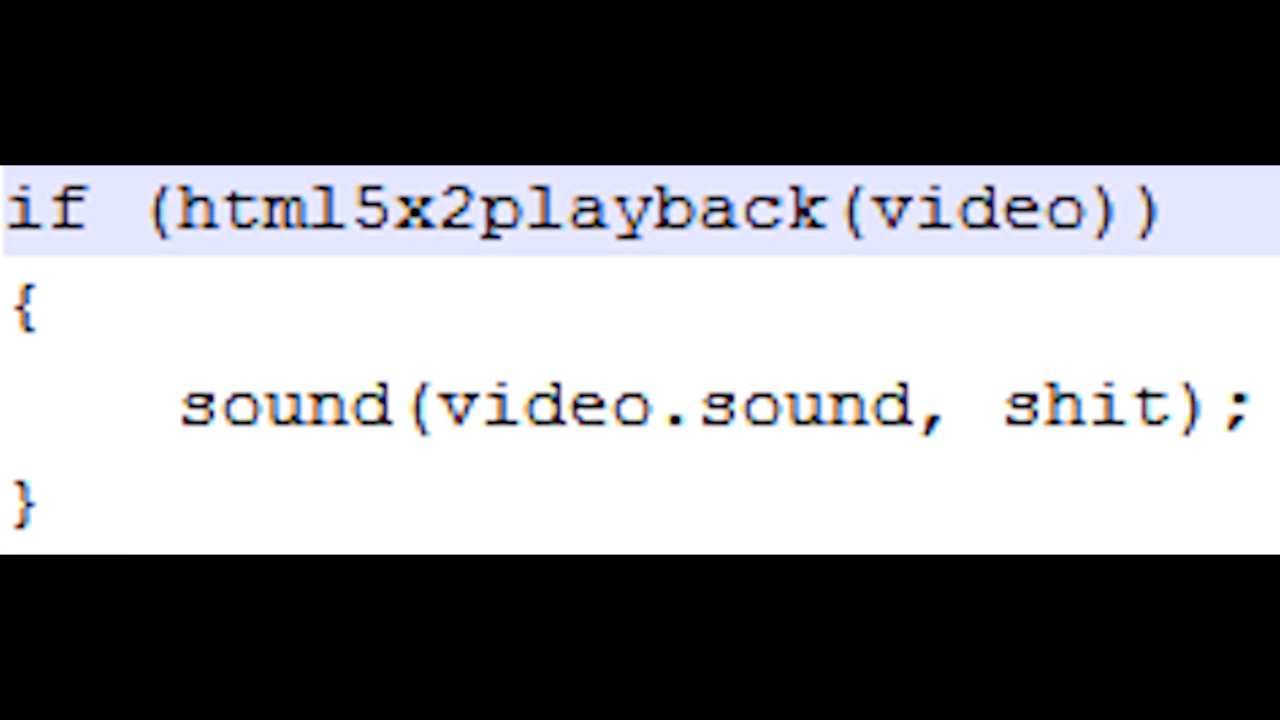 if (html5x2playback(video))
{
    sound(video.sound, shit);
}